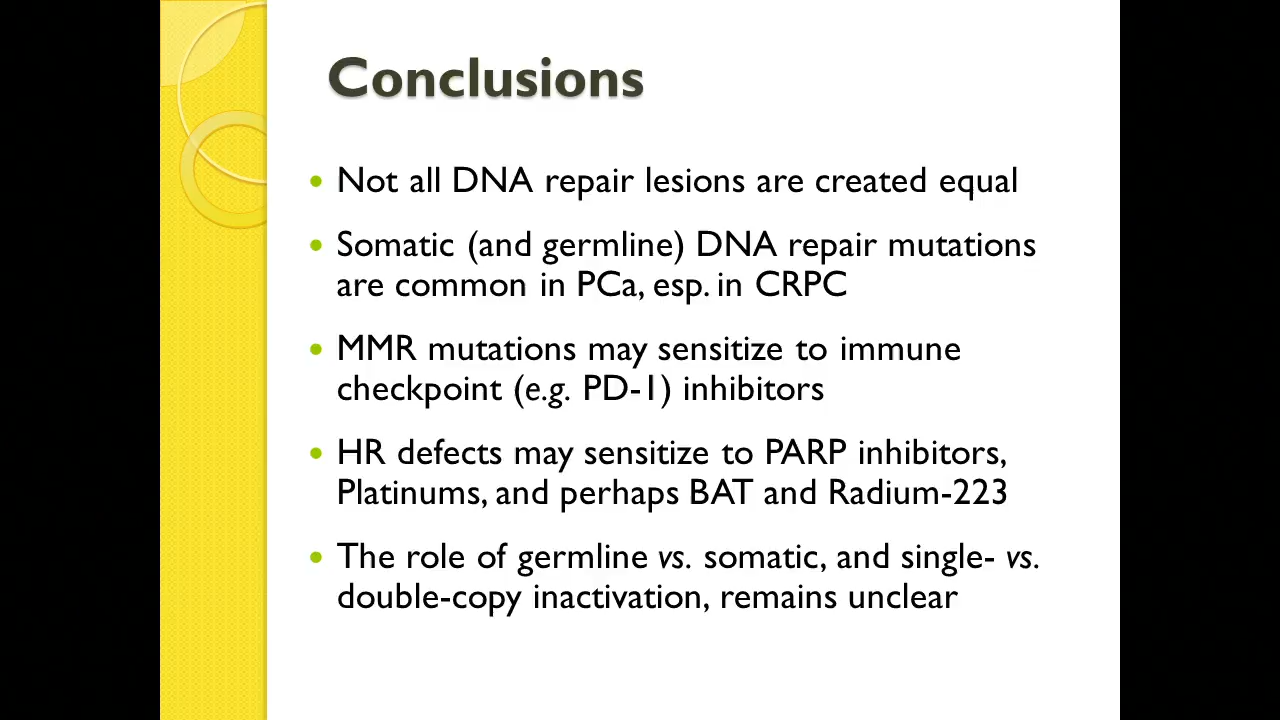 Conclusions
• Not all DNA repair lesions are created equal
• Somatic (and germline) DNA repair mutations
are common in PCa, esp. in CRPC
• MMR mutations may sensitize to immune
checkpoint (e.g. PD-1) inhibitors
• HR defects may sensitize to PARP inhibitors,
Platinums, and perhaps BAT and Radium-223
• The role of germline vs. somatic, and single- vs.
double-copy inactivation, remains unclear